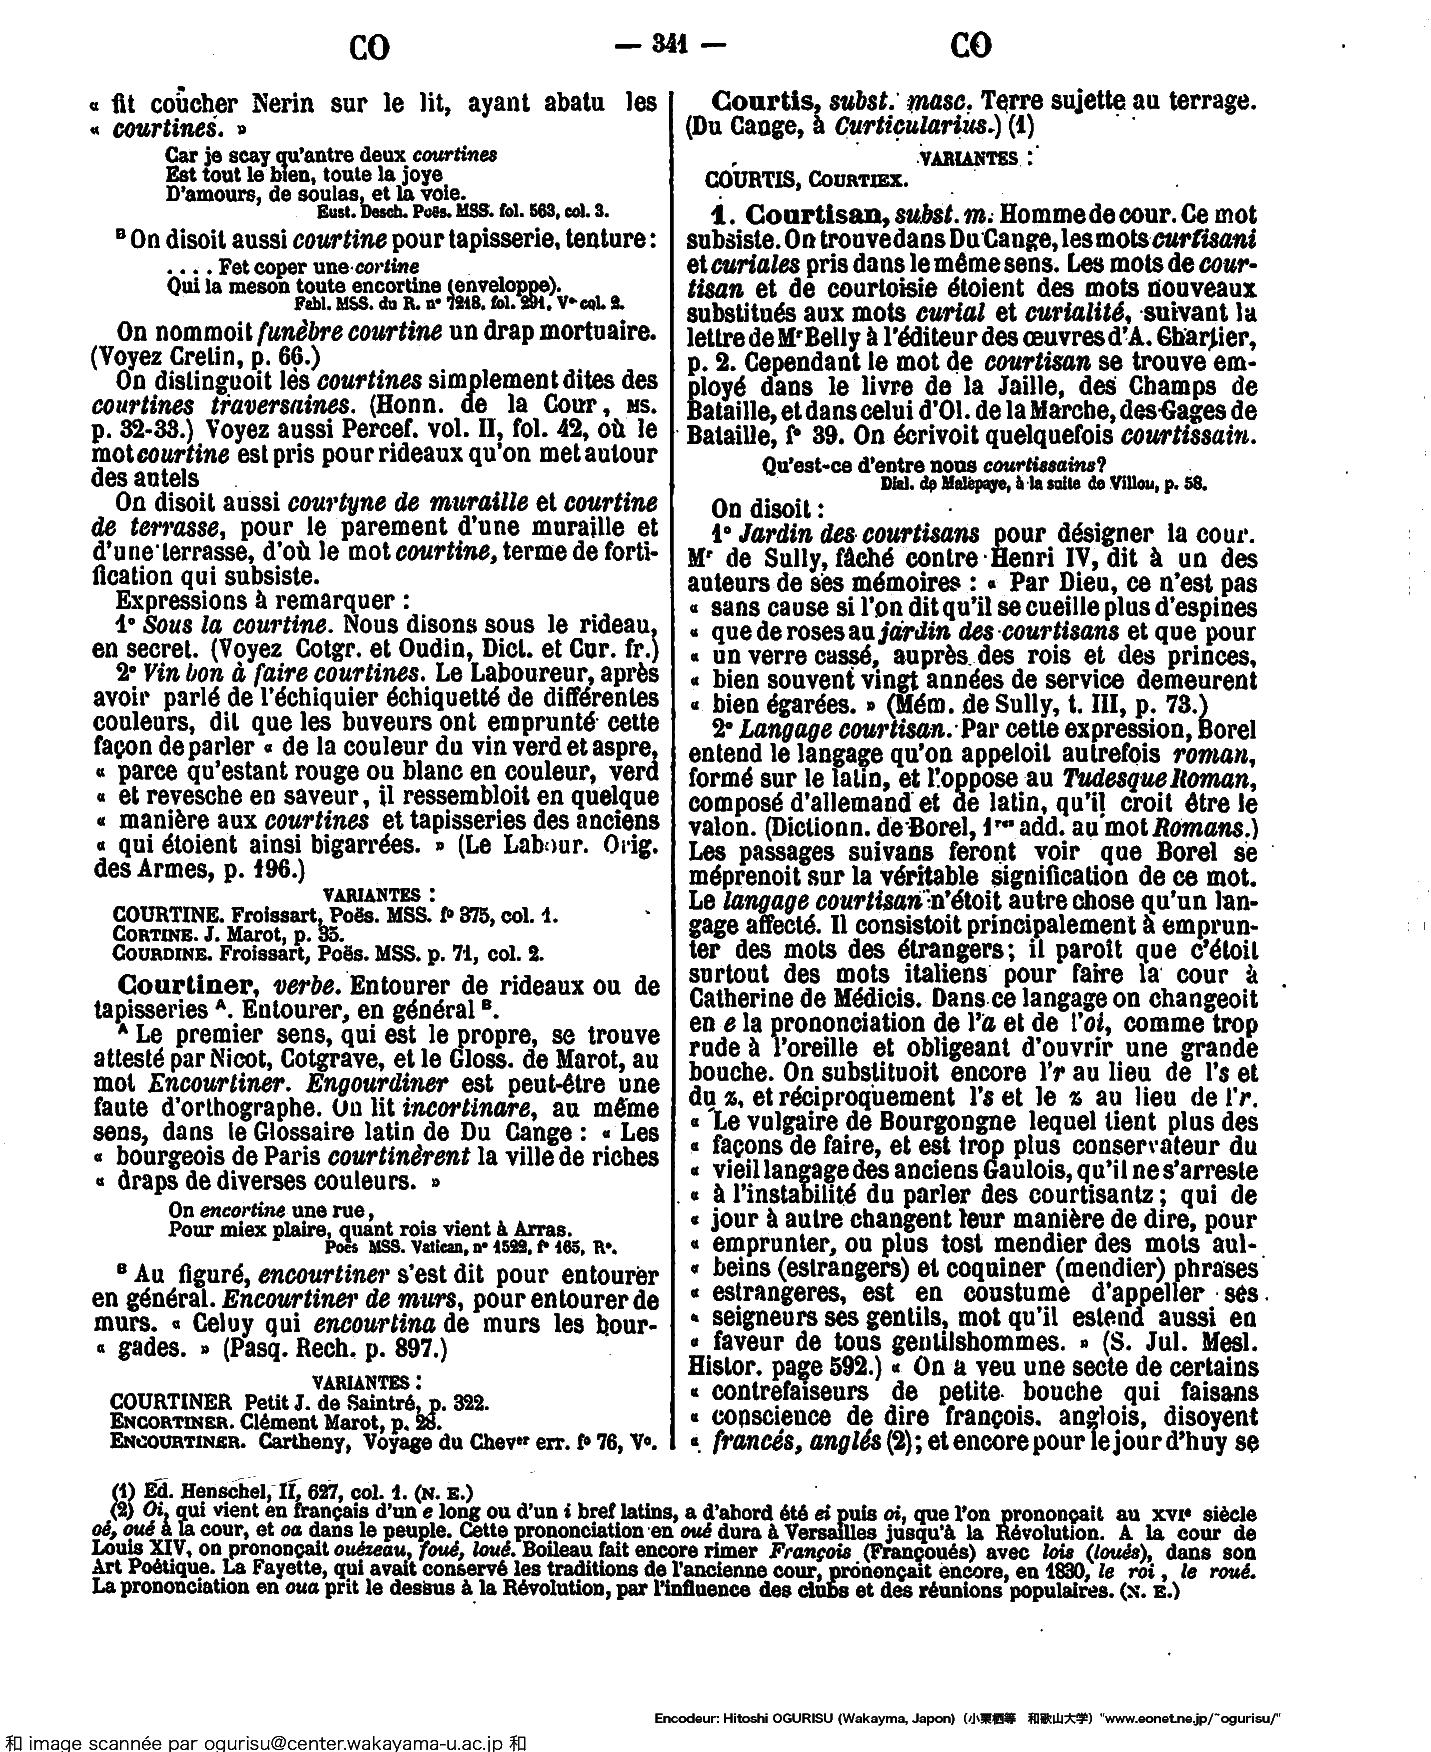 CO — 341 — CO
« fit coucher Nerin sur le lit, ayant abatu les
« courtines. »
Car je scay qu'antre deux courtines
Est tout le bien, toute la joye
D'amours, de soulas, et la voie.
Eust. Desch. Poës. MSS. fol. 563, col. 3.
B On disoit aussi courtine pour tapisserie, tenture :
. . . . Fet coper une cortine
Qui la meson toute encortine (enveloppe).
Fabl. MSS. du R. n° 7218, fol. 291, V° col. 2.
On nommoit funèbre courtine un drap mortuaire.
(Voyez Cretin, p. 66.)
On distinguoit les courtines simplement dites des
courtines traversaines. (Honn. de la Cour, MS.
p. 32-33.) Voyez aussi Percef. vol. II, fol. 42, où le
mot courtine est pris pour rideaux qu'on met autour
des autels
On disoit aussi courtyne de muraille et courtine
de terrasse, pour le parement d'une muraille et
d'une terrasse, d'où le mot courtine, terme de forti-
fication qui subsiste.
Expressions à remarquer :
1° Sous la courtine. Nous disons sous le rideau,
en secret. (Voyez Cotgr. et Oudin, Dict. et Cur. fr.)
2° Vin bon à faire courtines. Le Laboureur, après
avoir parlé de l'échiquier échiquetté de différentes
couleurs, dit que les buveurs ont emprunté cette
façon de parler « de la couleur du vin verd et aspre,
« parce qu'estant rouge ou blanc en couleur, verd
« et revesche en saveur, il ressembloit en quelque
« manière aux courtines et tapisseries des anciens
« qui étoient ainsi bigarrées. » (Le Labour. Orig.
des Armes, p. 196.)
VARIANTES :
COURTINE. Froissart, Poës. MSS. f° 375, col. 1.
CORTINE. J. Marot, p. 35.
COURDINE. Froissart, Poës. MSS. p. 71, col. 2.
Courtiner, verbe. Entourer de rideaux ou de
tapisseries A. Entourer, en général B.
A Le premier sens, qui est le propre, se trouve
attesté par Nicot, Cotgrave, et le Gloss. de Marot, au
mot Encourtiner. Engourdiner est peut-être une
faute d'orthographe. On lit incortinare, au même
sens, dans le Glossaire latin de Du Cange : « Les
« bourgeois de Paris courtinèrent la ville de riches
« draps de diverses couleurs. »
On encortine une rue,
Pour miex plaire, quant rois vient à Arras.
Poës MSS. Vatican, n° 1522, f° 165, R°.
B Au figuré, encourtiner s'est dit pour entourer
en général. Encourtiner de murs, pour entourer de
murs. « Celuy qui encourtina de murs les bour-
« gades. » (Pasq. Rech. p. 897.)
VARIANTES :
COURTINER Petit J. de Saintré, p. 322.
ENCORTINER. Clément Marot, p. 28.
ENCOURTINER. Cartheny, Voyage du Chever err. f° 76, V°.
Courtis, subst. masc. Terre sujette au terrage.
(Du Cange, à Curticularius.) (1)
VARIANTES :
COURTIS, COURTIEX.
1. Courtisan, subst. m. Homme de cour. Ce mot
subsiste. On trouve dans Du Cange, les mots curtisani
et curiales pris dans le même sens. Les mots de cour-
tisan et de courtoisie étoient des mots nouveaux
substitués aux mots curial et curialité, suivant la
lettre de Mr Belly à l'éditeur des œuvres d'A. Chartier,
p. 2. Cependant le mot de courtisan se trouve em-
ployé dans le livre de la Jaille, des Champs de
Bataille, et dans celui d'Ol. de la Marche, des Gages de
Bataille, f° 39. On écrivoit quelquefois courtissain.
Qu'est-ce d'entre nous courtissains?
Dial. de Malepaye, à la suite de Villon, p. 58.
On disoit :
1° Jardin des courtisans pour désigner la cour.
Mr de Sully, fâché contre Henri IV, dit à un des
auteurs de ses mémoires : « Par Dieu, ce n'est pas
« sans cause si l'on dit qu'il se cueille plus d'espines
« que de roses au jardin des courtisans et que pour
« un verre cassé, auprès des rois et des princes,
« bien souvent vingt années de service demeurent
« bien égarées. » (Mém. de Sully, t. III, p. 73.)
2° Langage courtisan. Par cette expression, Borel
entend le langage qu'on appeloit autrefois roman,
formé sur le latin, et l'oppose au Tudesque Roman,
composé d'allemand et de latin, qu'il croit être le
valon. (Dictionn. de Borel, 1res add. au mot Romans.)
Les passages suivans feront voir que Borel se
méprenoit sur la véritable signification de ce mot.
Le langage courtisan n'étoit autre chose qu'un lan-
gage affecté. Il consistoit principalement à emprun-
ter des mots des étrangers ; il paroît que c'étoit
surtout des mots italiens pour faire la cour à
Catherine de Médicis. Dans ce langage on changeoit
en e la prononciation de l'a et de l'oi, comme trop
rude à l'oreille et obligeant d'ouvrir une grande
bouche. On substituoit encore l'r au lieu de l's et
du z, et réciproquement l's et le z au lieu de l'r.
« Le vulgaire de Bourgongne lequel tient plus des
« façons de faire, et est trop plus conservateur du
« vieil langage des anciens Gaulois, qu'il ne s'arreste
« à l'instabilité du parler des courtisantz ; qui de
« jour à autre changent leur manière de dire, pour
« emprunter, ou plus tost mendier des mots aul-
« beins (estrangers) et coquiner (mendier) phrases
« estrangeres, est en coustume d'appeller ses
« seigneurs ses gentils, mot qu'il estend aussi en
« faveur de tous gentilshommes. » (S. Jul. Mesl.
Histor. page 592.) « On a veu une secte de certains
« contrefaiseurs de petite bouche qui faisans
« conscience de dire françois, anglois, disoyent
« francés, anglés (2) ; et encore pour le jour d'huy se
(1) Ed. Henschel, II, 627, col. 1. (N. E.)
(2) Oi, qui vient en français d'un e long ou d'un i bref latins, a d'abord été ei puis oi, que l'on prononçait au XVIe siècle
oé, oué à la cour, et oa dans le peuple. Cette prononciation en oué dura à Versailles jusqu'à la Révolution. A la cour de
Louis XIV, on prononçait ouézeau, foué, loué. Boileau fait encore rimer François (Françoués) avec lois (loués), dans son
Art Poétique. La Fayette, qui avait conservé les traditions de l'ancienne cour, prononçait encore, en 1830, le roi, le roué.
La prononciation en oua prit le dessus à la Révolution, par l'influence des clubs et des réunions populaires. (N. E.)
Encodeur: Hitoshi OGURISU (Wakayma, Japon) (小栗栖等 和歌山大学) "www.eonet.ne.jp/~ogurisu/"
和 image scannée par ogurisu@center.wakayama-u.ac.jp 和